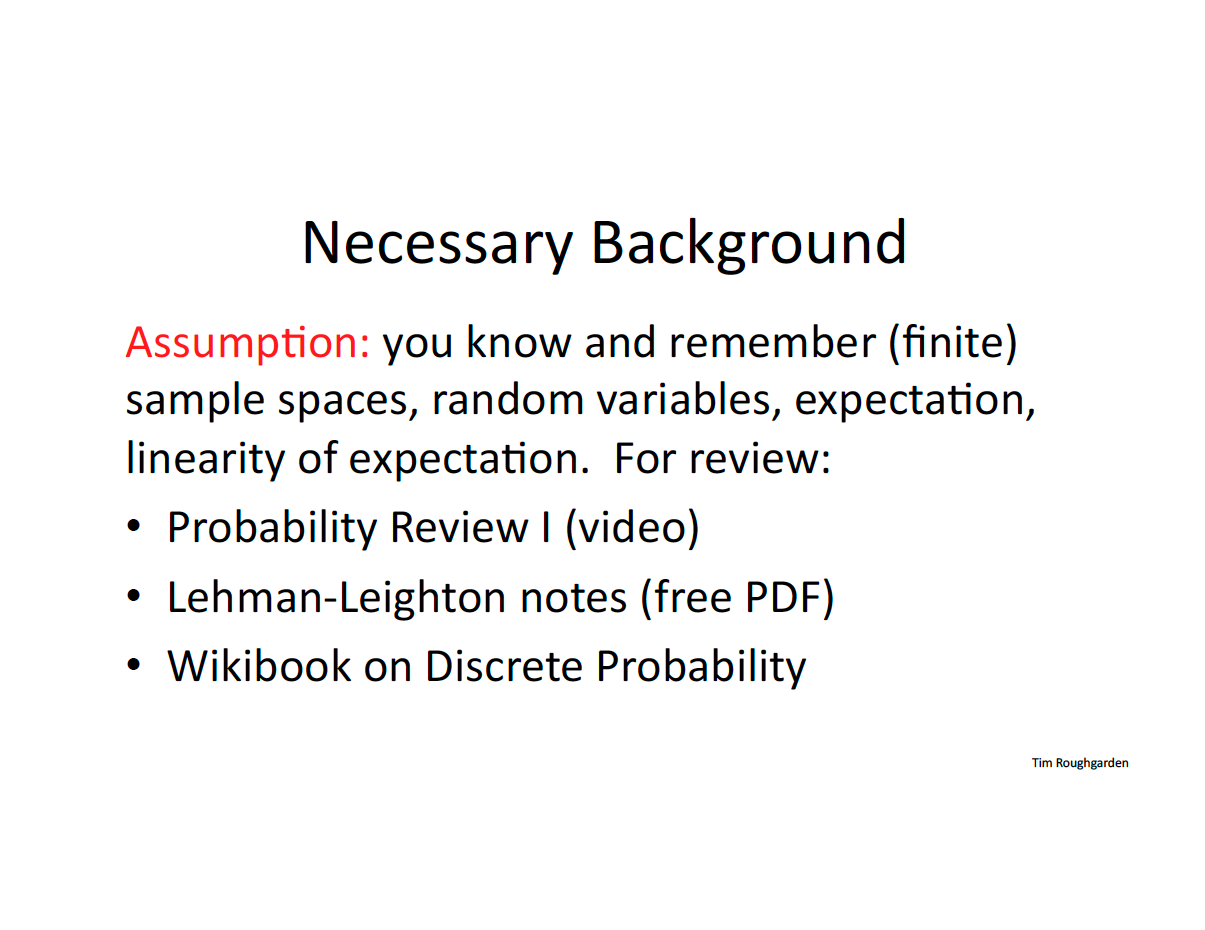 Necessary Background
Assumption: you know and remember (finite)
sample spaces, random variables, expectation,
linearity of expectation.  For review:
• Probability Review I (video)
• Lehman-Leighton notes (free PDF)
• Wikibook on Discrete Probability
Tim Roughgarden